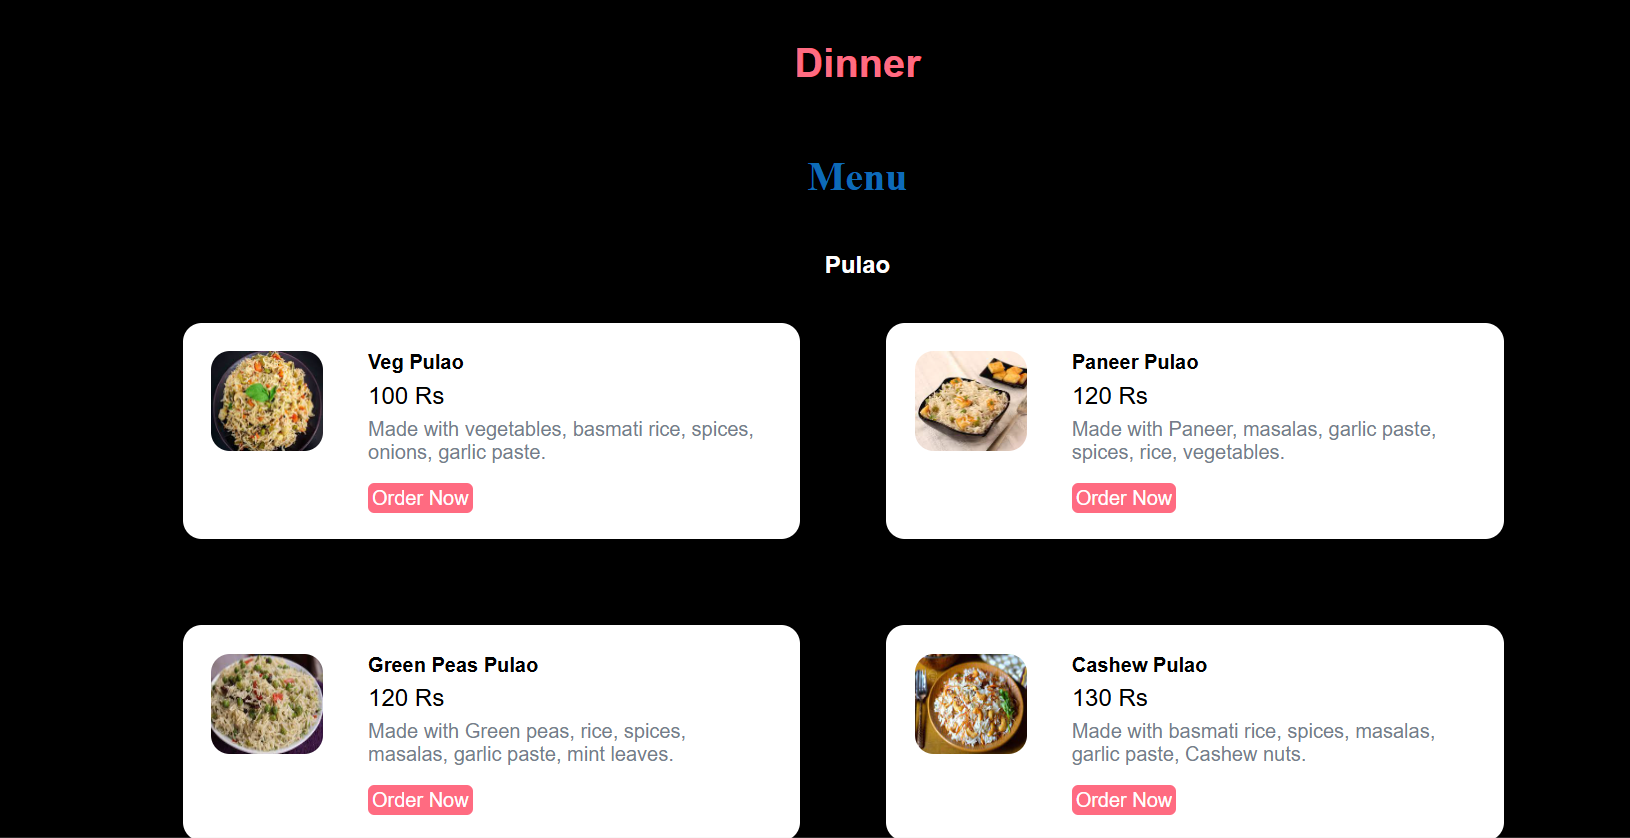 Dinner
Menu
Pulao
Veg Pulao
100 Rs
Made with vegetables, basmati rice, spices,
onions, garlic paste.
Order Now
Paneer Pulao
120 Rs
Made with Paneer, masalas, garlic paste,
spices, rice, vegetables.
Order Now
Green Peas Pulao
120 Rs
Made with Green peas, rice, spices,
masalas, garlic paste, mint leaves.
Order Now
Cashew Pulao
130 Rs
Made with basmati rice, spices, masalas,
garlic paste, Cashew nuts.
Order Now